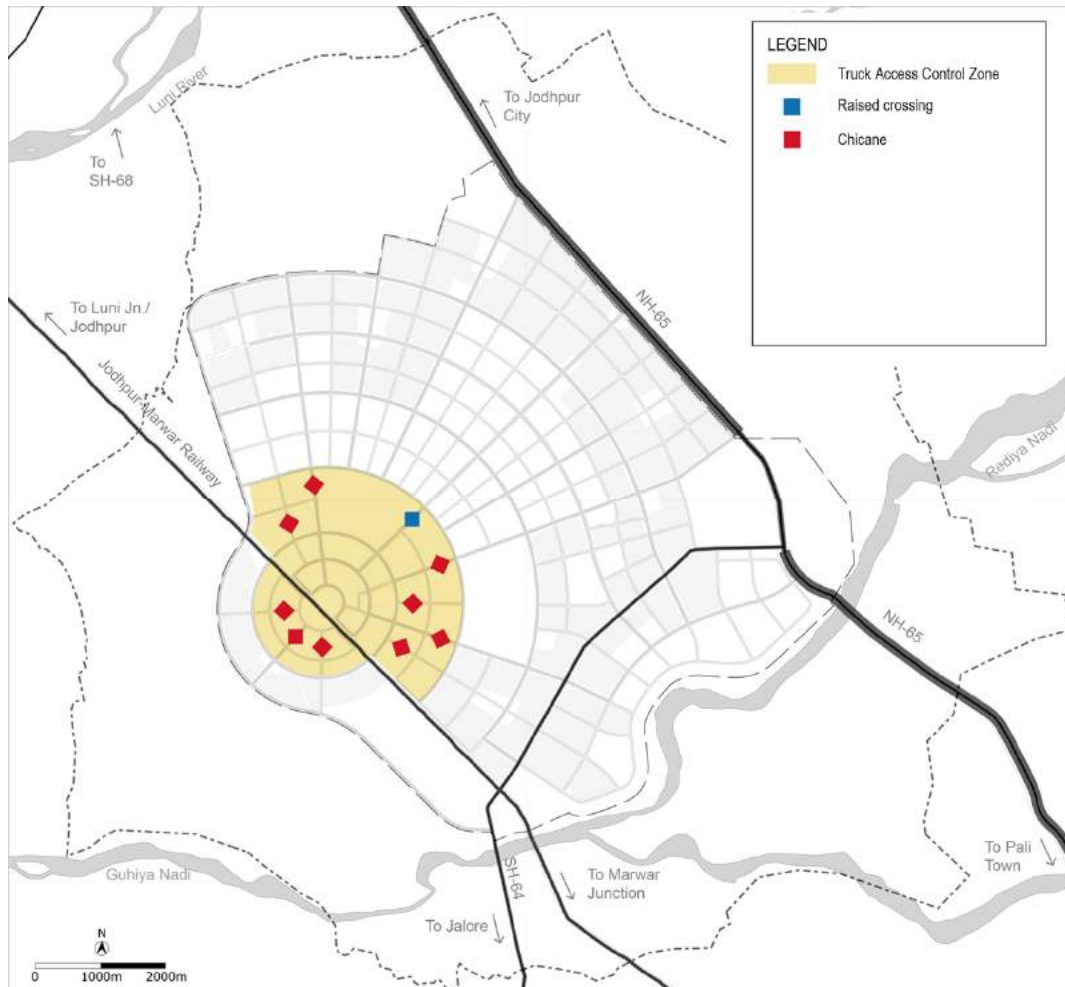 LEGEND
Truck Access Control Zone
Raised crossing
Chicane
Luni River
To
SH-68
To Jodhpur
City
NH-65
To Luni Jn./
Jodhpur
Jodhpur-Marwar Railway
Rediya Nadi
NH-65
Guhiya Nadi
SH-64
To Marwar
Junction
To Jalore
To Pali
Town
N
0 1000m 2000m